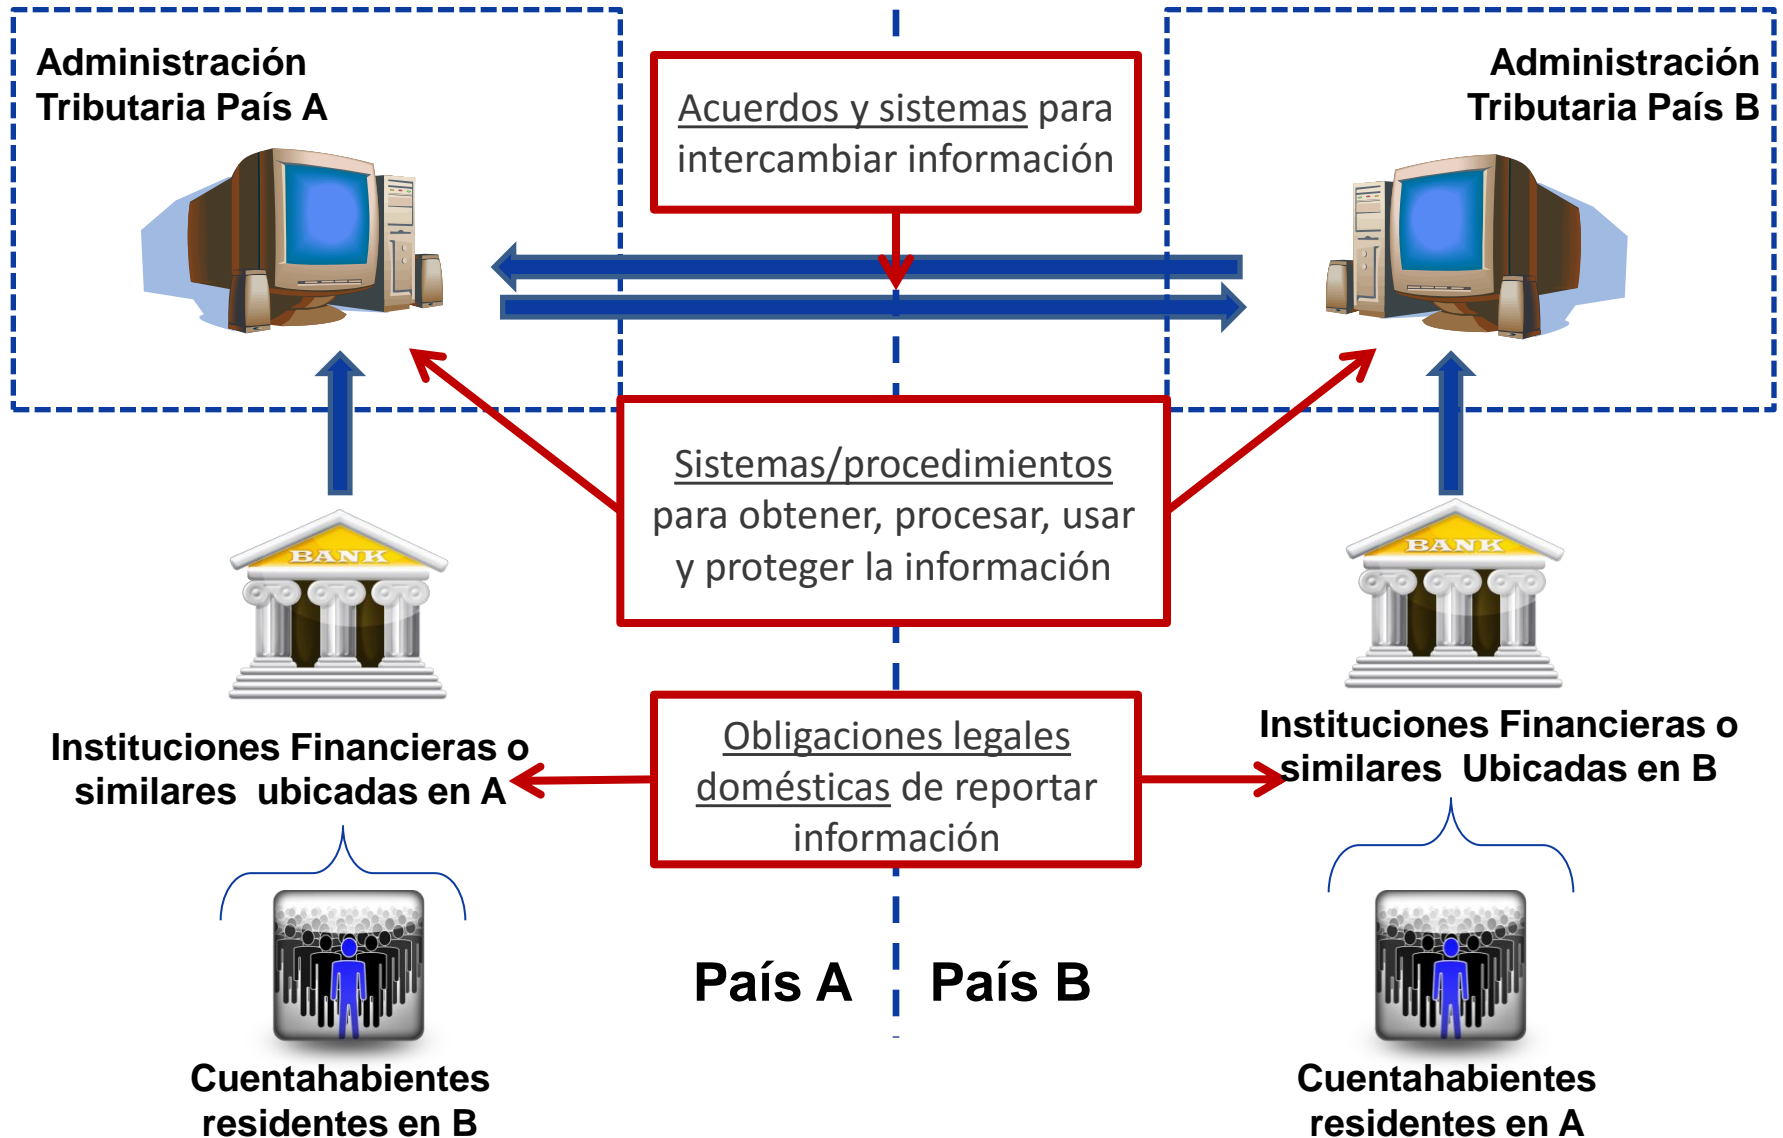 Administración
Tributaria País A
Acuerdos y sistemas para
intercambiar información
Administración
Tributaria País B
Sistemas/procedimientos
para obtener, procesar, usar
y proteger la información
BANK
BANK
Instituciones Financieras o
similares  ubicadas en A
Obligaciones legales
domésticas de reportar
información
Instituciones Financieras o
similares  Ubicadas en B
País A
País B
Cuentahabientes
residentes en B
Cuentahabientes
residentes en A